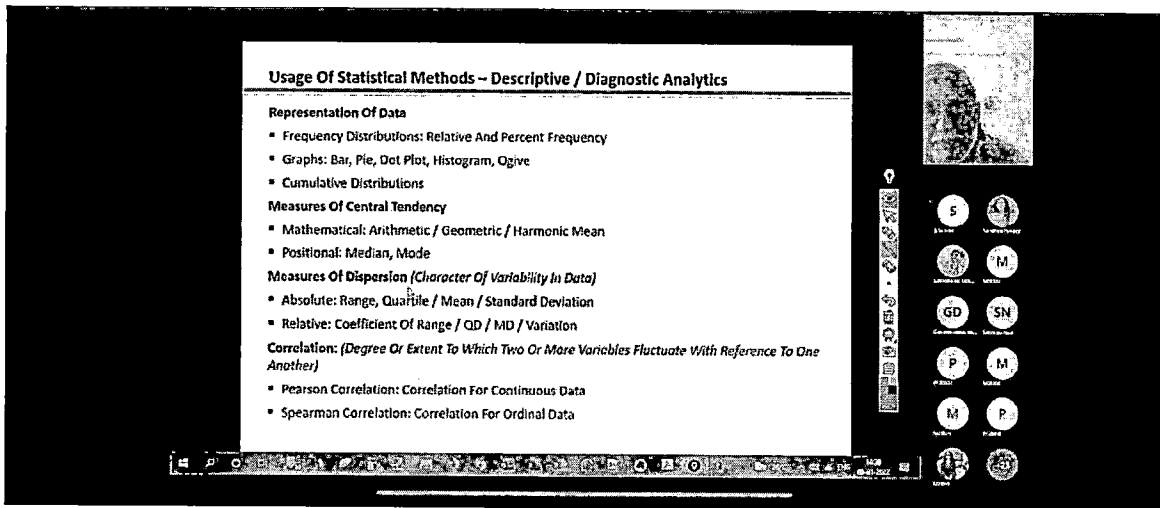 Usage Of Statistical Methods – Descriptive / Diagnostic Analytics
Representation Of Data
▪ Frequency Distributions: Relative And Percent Frequency
▪ Graphs: Bar, Pie, Dot Plot, Histogram, Ogive
▪ Cumulative Distributions
Measures Of Central Tendency
▪ Mathematical: Arithmetic / Geometric / Harmonic Mean
▪ Positional: Median, Mode
Measures Of Dispersion (Character Of Variability In Data)
▪ Absolute: Range, Quartile / Mean / Standard Deviation
▪ Relative: Coefficient Of Range / QD / MD / Variation
Correlation: (Degree Or Extent To Which Two Or More Variables Fluctuate With Reference To One
Another)
▪ Pearson Correlation: Correlation For Continuous Data
▪ Spearman Correlation: Correlation For Ordinal Data
S
M
GD SN
P M
M R
ENG